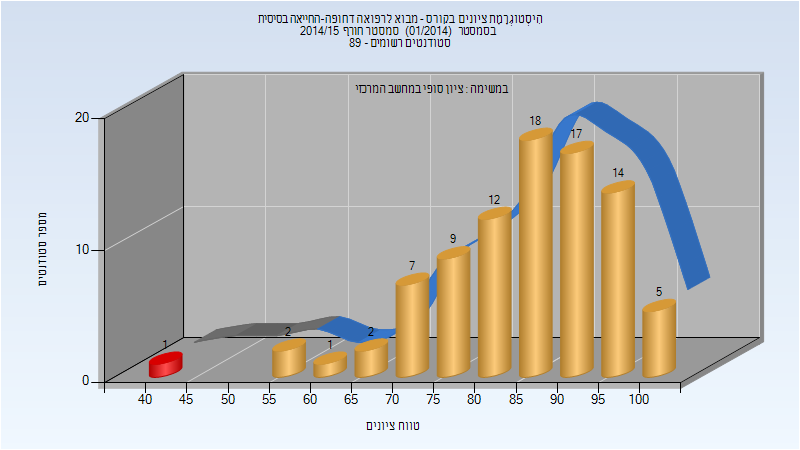 היסטוגרמת ציונים בקורס - מבוא לרפואה דחופה-החייאה בסיסית
בסמסטר (01/2014) סמסטר חורף 2014/15
סטודנטים רשומים - 89
במשימה : ציון סופי במחשב המרכזי
מספר סטודנטים
20
10
0
1
2
1
2
7
9
12
18
17
14
5
40 45 50 55 60 65 70 75 80 85 90 95 100
טווח ציונים